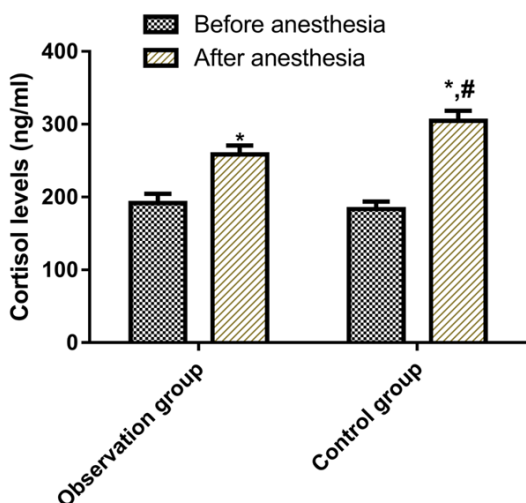 Before anesthesia
After anesthesia
Cortisol levels (ng/ml)
400
300
200
100
0
*
*,#
Observation group
Control group